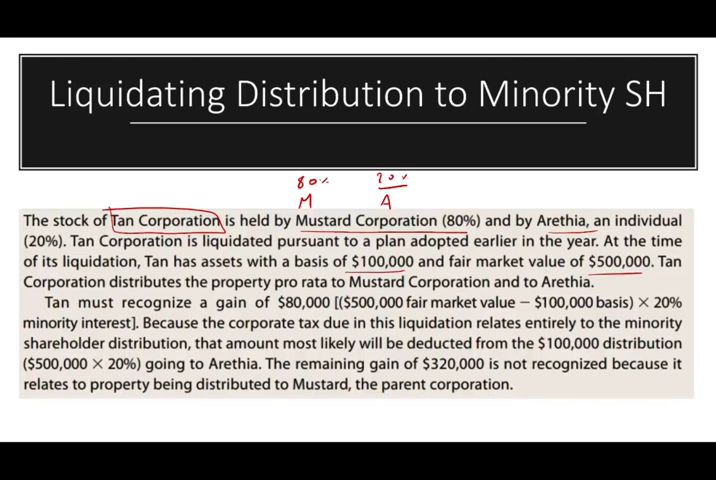 Liquidating Distribution to Minority SH
80% 20%
M A
The stock of Tan Corporation is held by Mustard Corporation (80%) and by Arethia, an individual
(20%). Tan Corporation is liquidated pursuant to a plan adopted earlier in the year. At the time
of its liquidation, Tan has assets with a basis of $100,000 and fair market value of $500,000. Tan
Corporation distributes the property pro rata to Mustard Corporation and to Arethia.
Tan must recognize a gain of $80,000 [($500,000 fair market value − $100,000 basis) × 20%
minority interest]. Because the corporate tax due in this liquidation relates entirely to the minority
shareholder distribution, that amount most likely will be deducted from the $100,000 distribution
($500,000 × 20%) going to Arethia. The remaining gain of $320,000 is not recognized because it
relates to property being distributed to Mustard, the parent corporation.